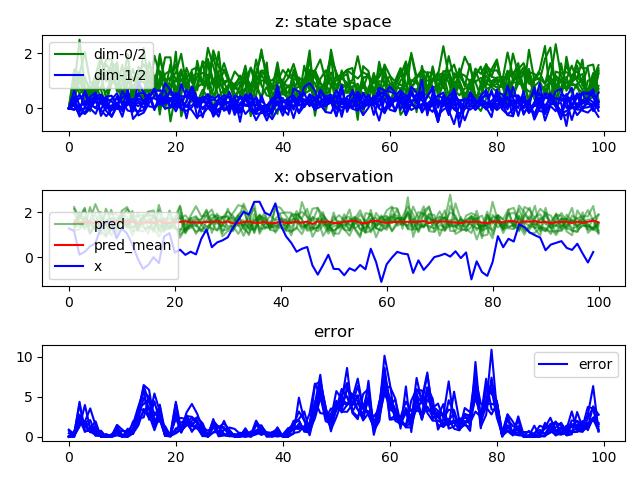 z: state space
2
0
dim-0/2
dim-1/2
0 20 40 60 80 100
x: observation
2
0
pred
pred_mean
x
0 20 40 60 80 100
error
10
5
0
error
0 20 40 60 80 100